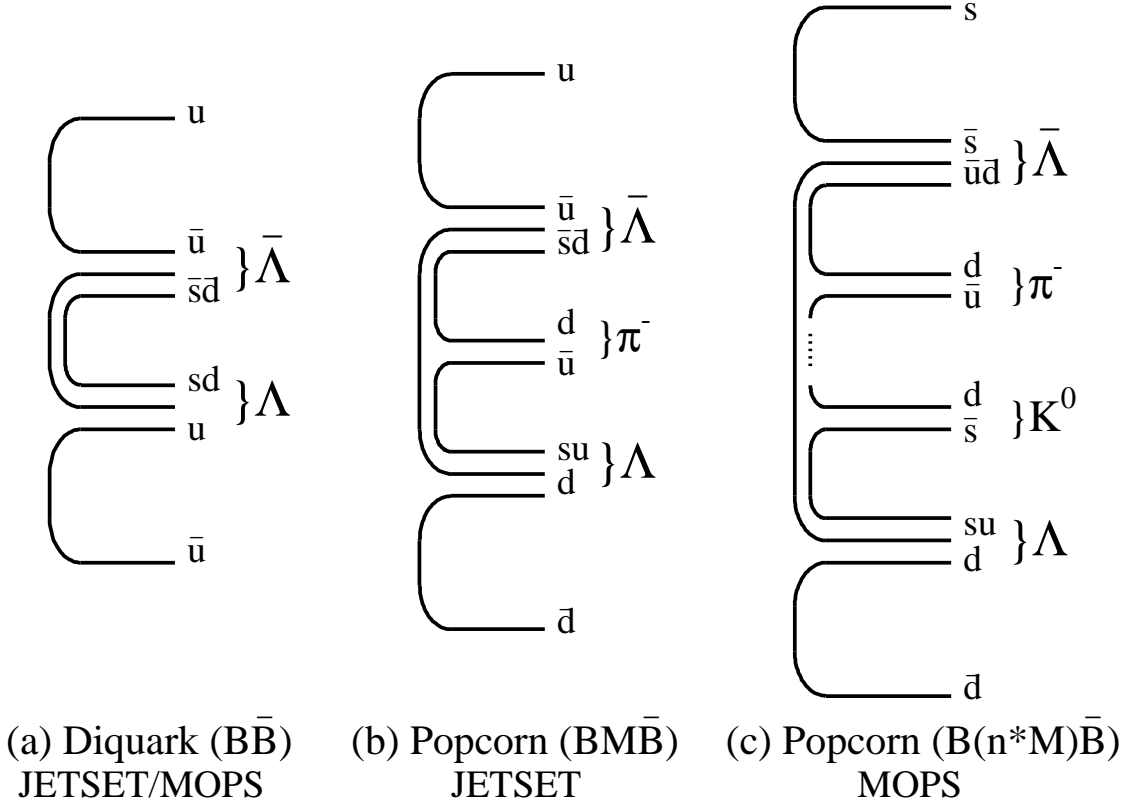 u
ū
} Λ̄
s̄d̄
sd
} Λ
u
ū
(a) Diquark (BB̄)
JETSET/MOPS
u
ū
} Λ̄
s̄d̄
d
} π⁻
ū
su
} Λ
d
d̄
(b) Popcorn (BMB̄)
JETSET
s
s̄
} Λ̄
ūd̄
d
} π⁻
ū
d
} K⁰
s̄
su
} Λ
d
d̄
(c) Popcorn (B(n*M)B̄)
MOPS